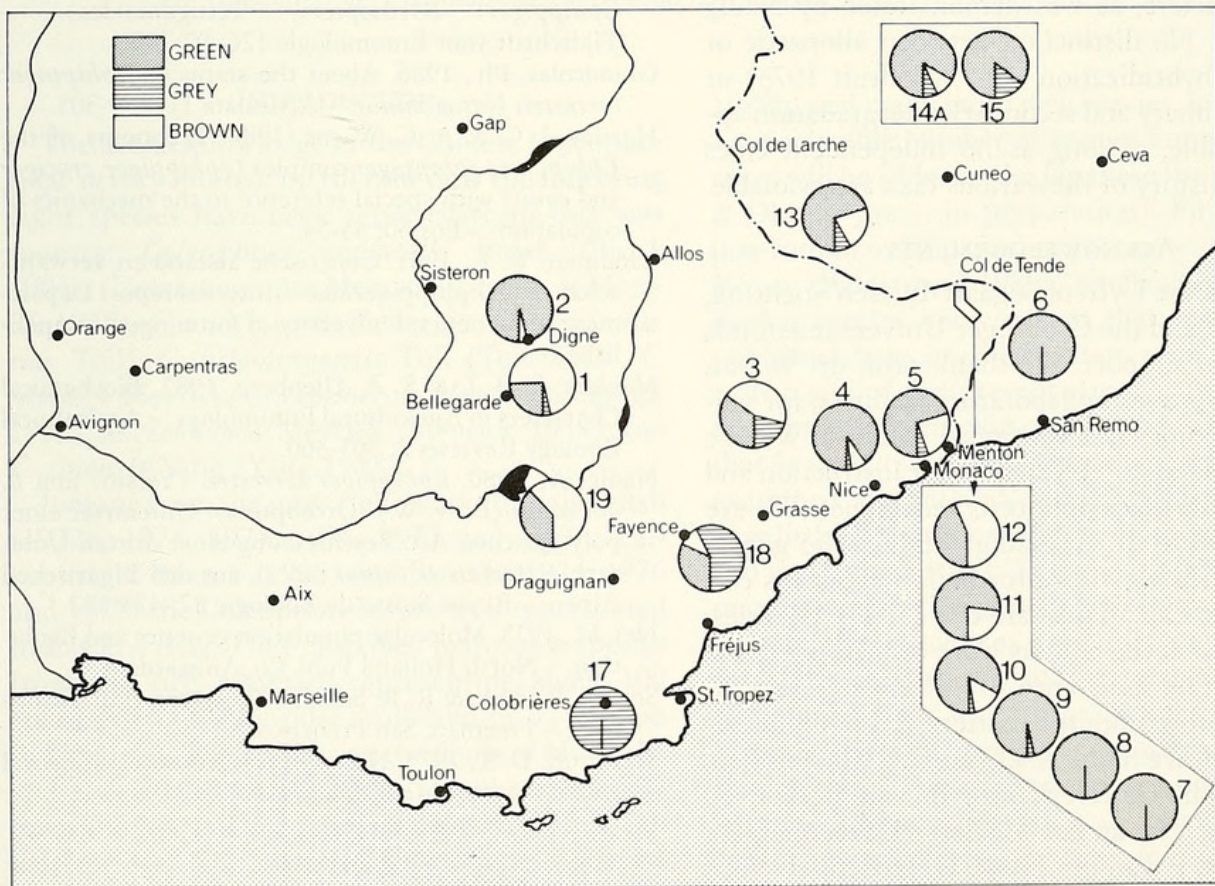 GREEN
GREY
BROWN
Gap
14A
15
Col de Larche
Ceva
Cuneo
13
Allos
Sisteron
Col de Tende
2
6
Orange
Digne
Carpentras
1
3
Bellegarde
4
5
Avignon
San Remo
Menton
Monaco
Nice
19
Grasse
12
Fayence
18
Draguignan
11
Aix
Fréjus
10
17
Marseille
Colobrières
St.Tropez
9
8
7
Toulon